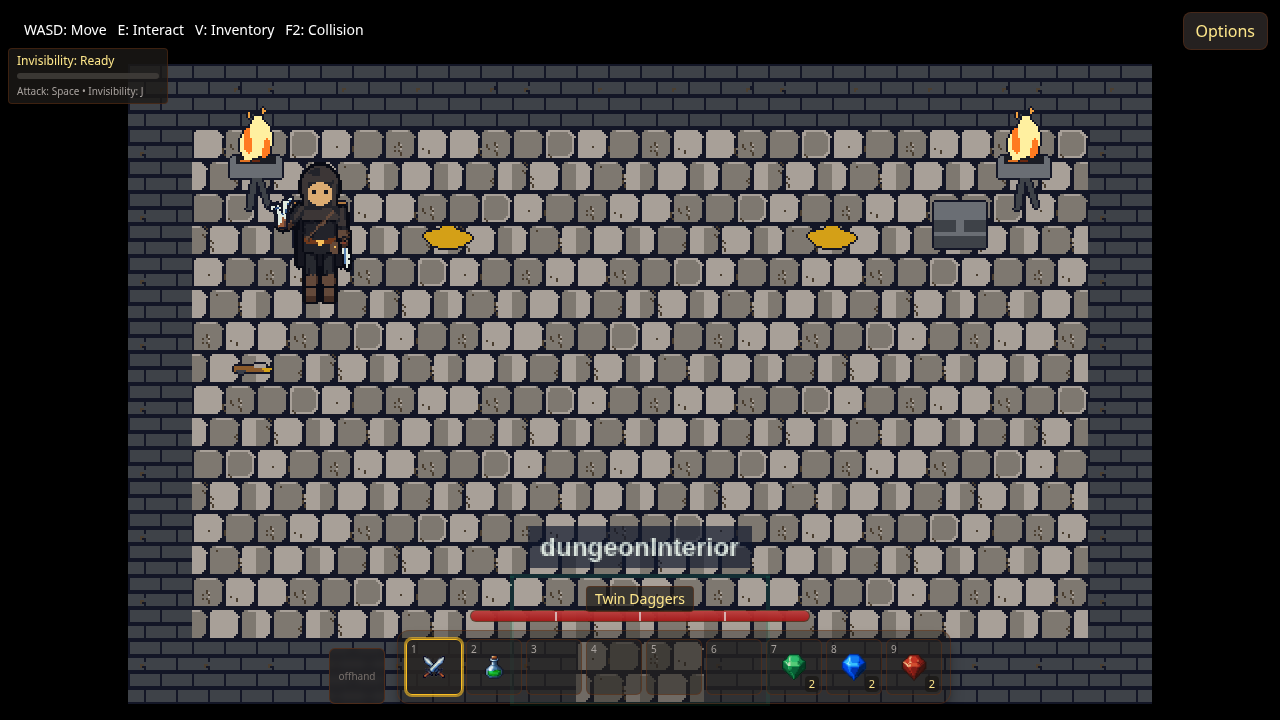 WASD: Move   E: Interact   V: Inventory   F2: Collision
Options
Invisibility: Ready
Attack: Space • Invisibility: J
dungeonInterior
Twin Daggers
offhand
1 2 3 4 5 6 7 8 9
2 2 2